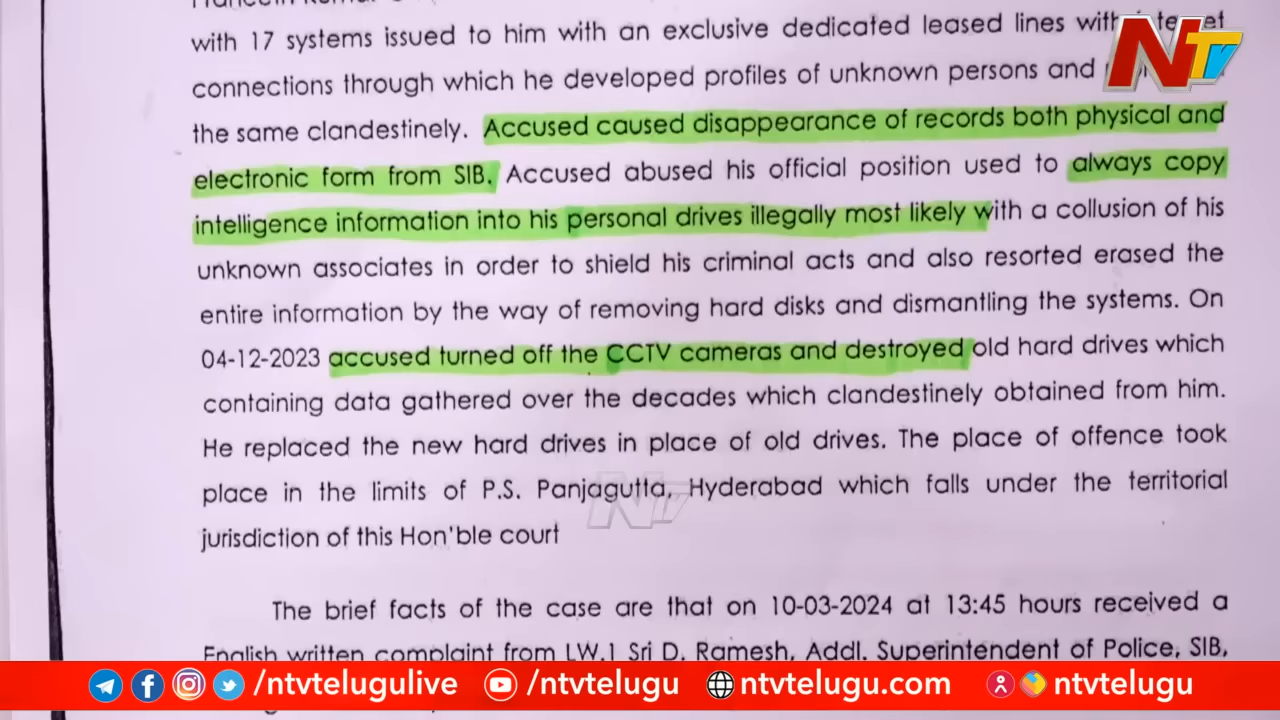 with 17 systems issued to him with an exclusive dedicated leased lines with internet
NTV
connections through which he developed profiles of unknown persons and
the same clandestinely. Accused caused disappearance of records both physical and
electronic form from SIB. Accused abused his official position used to always copy
intelligence information into his personal drives illegally most likely with a collusion of his
unknown associates in order to shield his criminal acts and also resorted erased the
entire information by the way of removing hard disks and dismantling the systems. On
04-12-2023 accused turned off the CCTV cameras and destroyed old hard drives which
containing data gathered over the decades which clandestinely obtained from him.
He replaced the new hard drives in place of old drives. The place of offence took
place in the limits of P.S. Panjagutta, Hyderabad which falls under the territorial
NTV
jurisdiction of this Hon'ble court
The brief facts of the case are that on 10-03-2024 at 13:45 hours received a
English written complaint from LW.1 Sri D. Ramesh, Addl. Superintendent of Police, SIB,
/ntvtelugulive /ntvtelugu ntvtelugu.com ntvtelugu